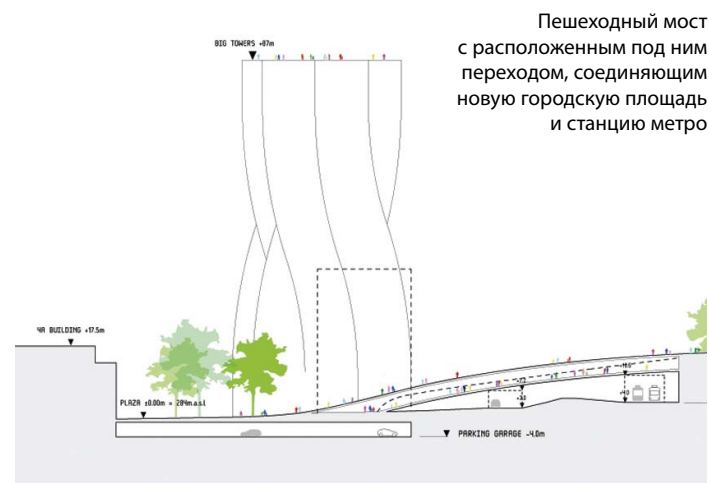 Пешеходный мост
с расположенным под ним
переходом, соединяющим
новую городскую площадь
и станцию метро
BIG TOWERS +87m
4A BUILDING +17.5m
PLAZA ±0.00m = 284m.a.s.l
PARKING GARAGE -4.0m